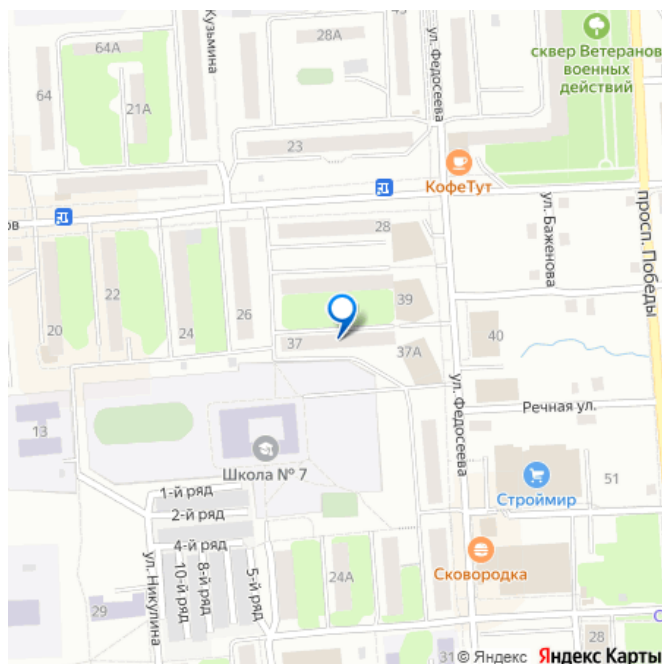 64А
Кузьмина
28А
ул. Федосеева
сквер Ветеранов
военных
действий
64
21А
23
КофеТут
ов
28
ул. Баженова
просп. Победы
20
22
24
26
39
37
37А
40
13
ул. Федосеева
Речная ул.
Школа № 7
51
Строймир
1-й ряд
2-й ряд
4-й ряд
10-й ряд
8-й ряд
5-й ряд
ул. Никулина
24А
Сковородка
29
31
28
© Яндекс Яндекс Карты